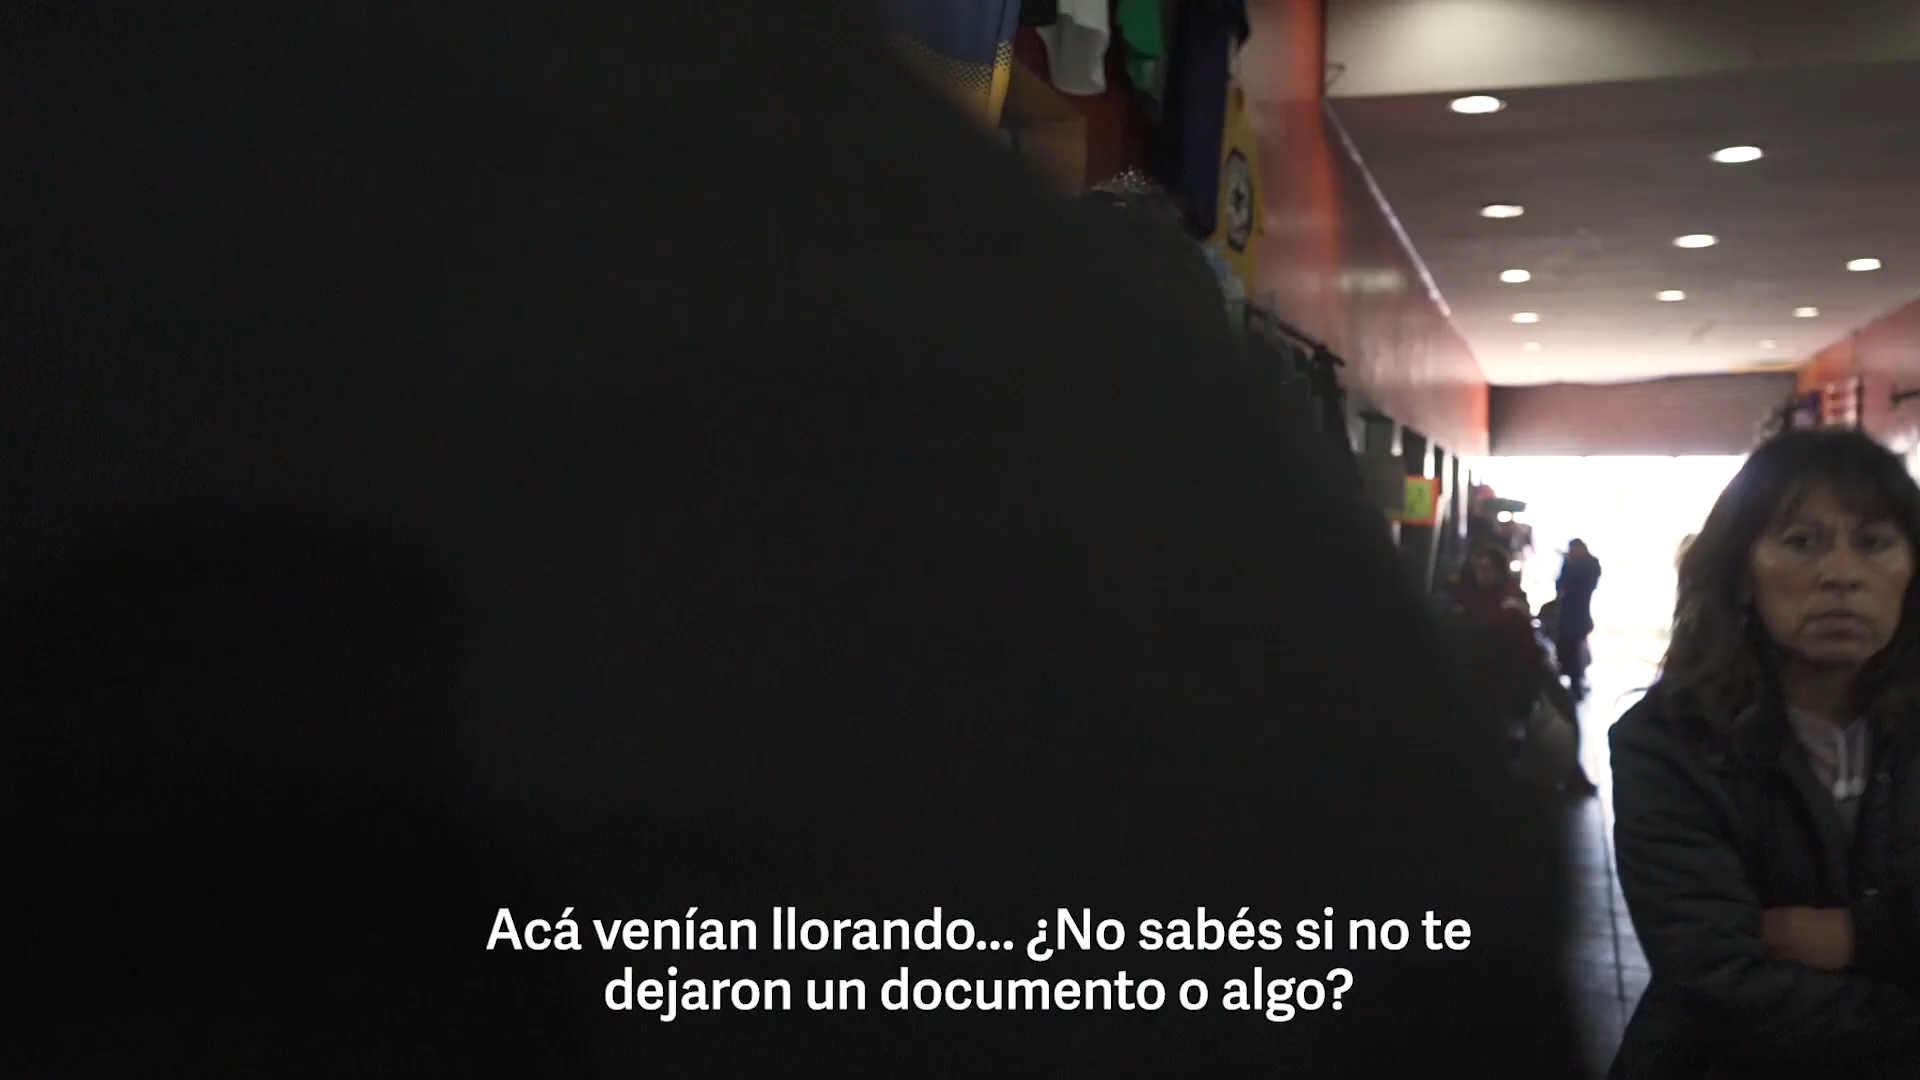 Acá venían llorando... ¿No sabés si no te
dejaron un documento o algo?